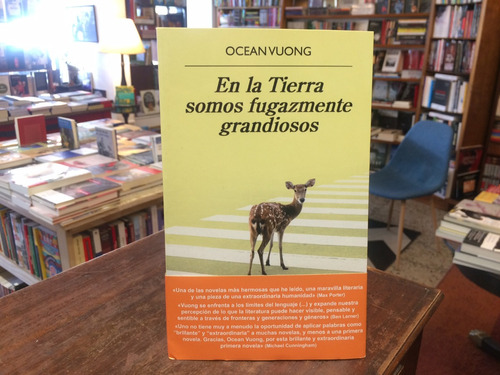 OCEAN VUONG
En la Tierra
somos fugazmente
grandiosos
«Una de las novelas más hermosas que he leído, una maravilla literaria
y una pieza de una extraordinaria humanidad» (Max Porter)
«Vuong se enfrenta a los límites del lenguaje (...) y expande nuestra
percepción de lo que la literatura puede hacer visible, pensable y
sentible a través de fronteras y generaciones y géneros» (Ben Lerner)
«Uno no tiene muy a menudo la oportunidad de aplicar palabras como
"brillante" y "extraordinaria" a muchas novelas, y menos a una primera
novela. Gracias, Ocean Vuong, por esta brillante y extraordinaria
primera novela» (Michael Cunningham)